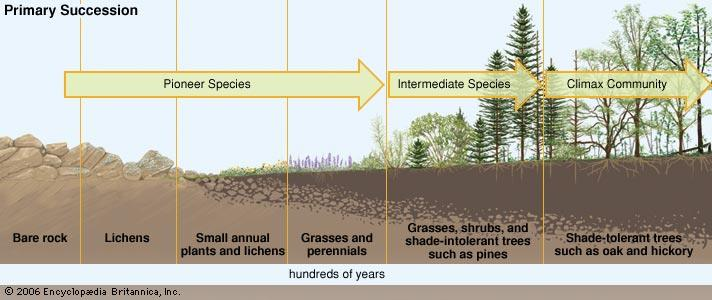 Primary Succession
Pioneer Species
Intermediate Species
Climax Community
Bare rock
Lichens
Small annual
plants and lichens
Grasses and
perennials
Grasses, shrubs, and
shade-intolerant trees
such as pines
Shade-tolerant trees
such as oak and hickory
hundreds of years
© 2006 Encyclopædia Britannica, Inc.